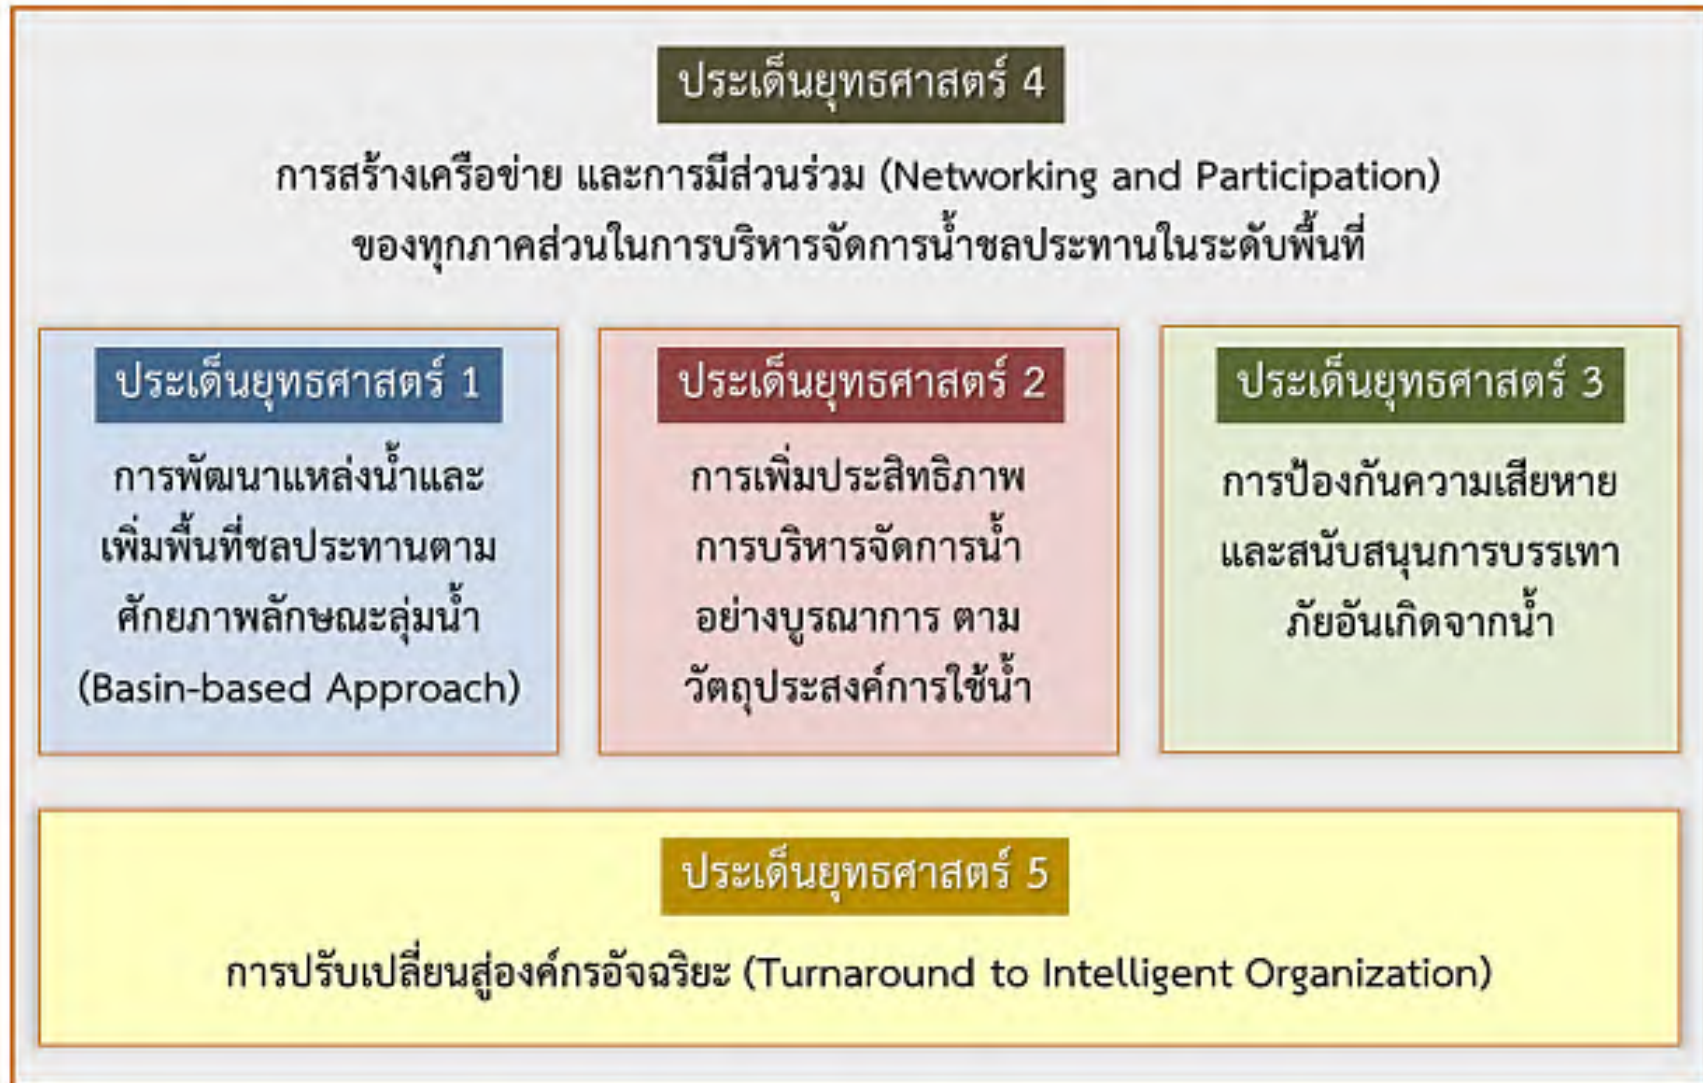 ประเด็นยุทธศาสตร์ 4
การสร้างเครือข่าย และการมีส่วนร่วม (Networking and Participation)
ของทุกภาคส่วนในการบริหารจัดการน้ำชลประทานในระดับพื้นที่
ประเด็นยุทธศาสตร์ 1
การพัฒนาแหล่งน้ำและ
เพิ่มพื้นที่ชลประทานตาม
ศักยภาพลักษณะลุ่มน้ำ
(Basin-based Approach)
ประเด็นยุทธศาสตร์ 2
การเพิ่มประสิทธิภาพ
การบริหารจัดการน้ำ
อย่างบูรณาการ ตาม
วัตถุประสงค์การใช้น้ำ
ประเด็นยุทธศาสตร์ 3
การป้องกันความเสียหาย
และสนับสนุนการบรรเทา
ภัยอันเกิดจากน้ำ
ประเด็นยุทธศาสตร์ 5
การปรับเปลี่ยนสู่องค์กรอัจฉริยะ (Turnaround to Intelligent Organization)